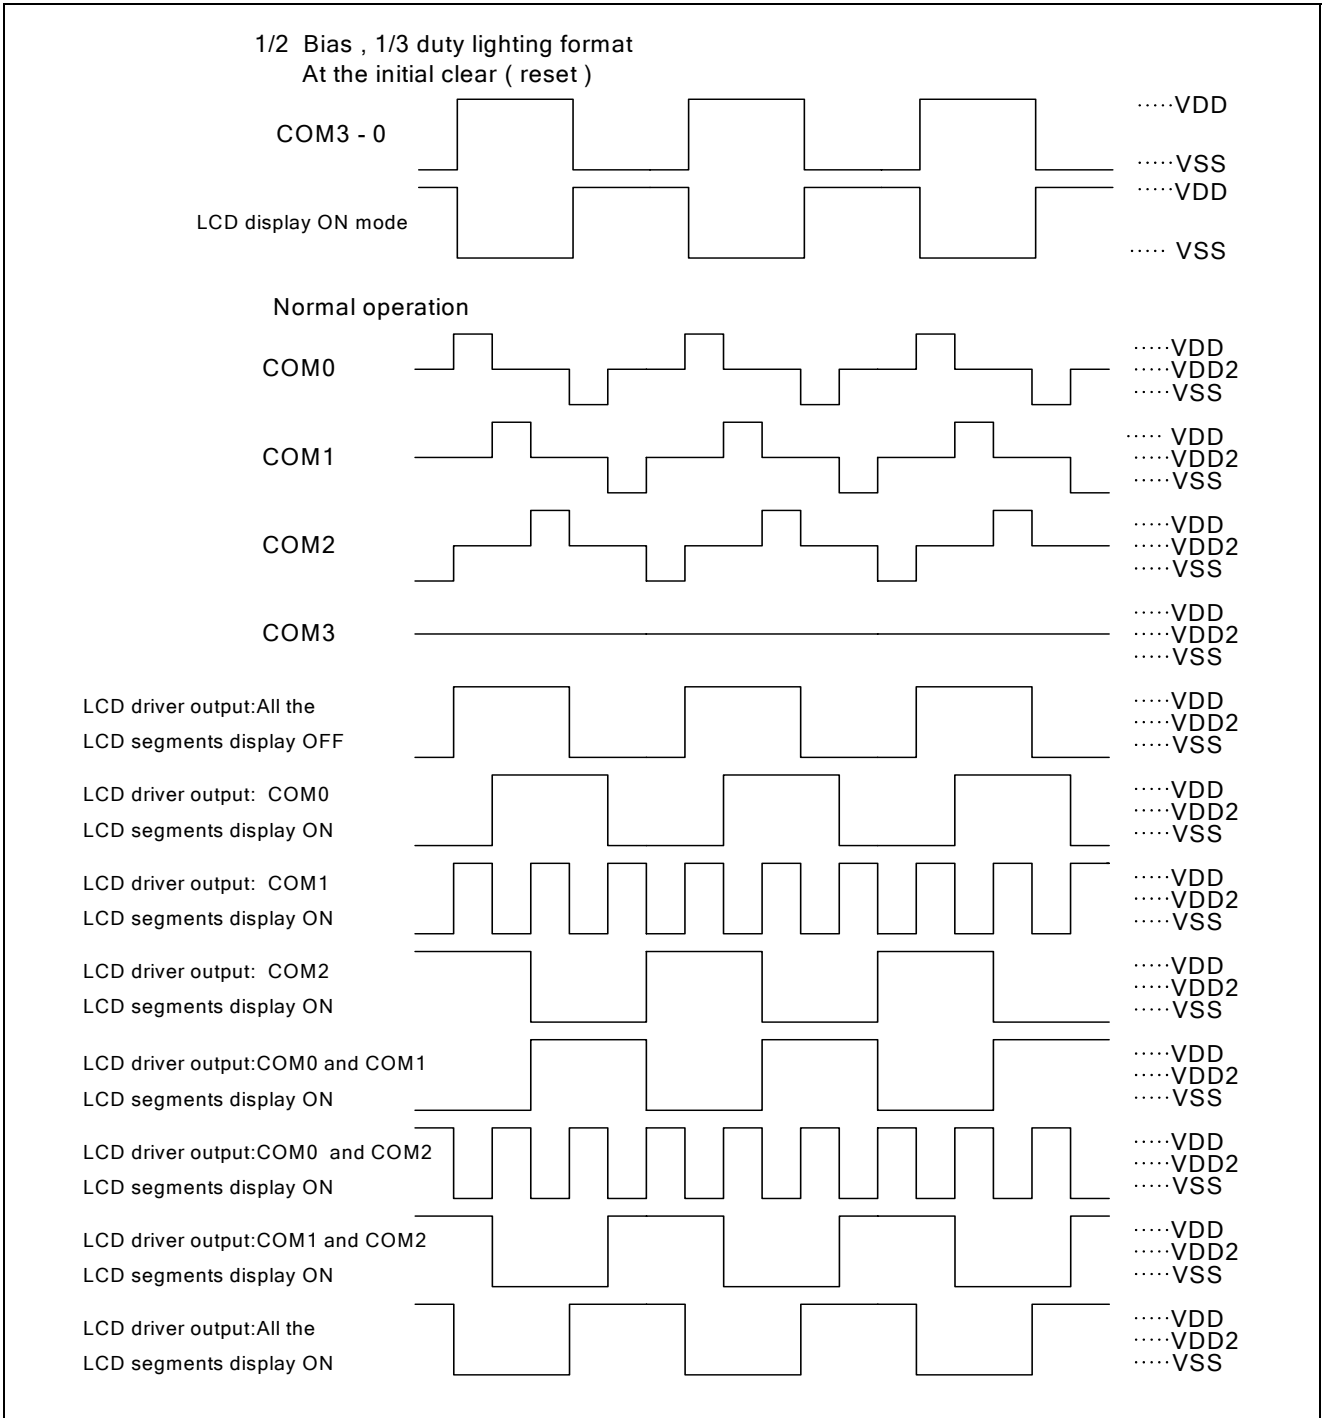 1/2 Bias , 1/3 duty lighting format
At the initial clear ( reset )
COM3 - 0
·····VDD
·····VSS
LCD display ON mode
·····VDD
····· VSS
Normal operation
COM0
·····VDD
·····VDD2
·····VSS
COM1
····· VDD
·····VDD2
·····VSS
COM2
·····VDD
·····VDD2
·····VSS
COM3
·····VDD
·····VDD2
·····VSS
LCD driver output:All the
LCD segments display OFF
·····VDD
·····VDD2
·····VSS
LCD driver output: COM0
LCD segments display ON
·····VDD
·····VDD2
·····VSS
LCD driver output: COM1
LCD segments display ON
·····VDD
·····VDD2
·····VSS
LCD driver output: COM2
LCD segments display ON
·····VDD
·····VDD2
·····VSS
LCD driver output:COM0 and COM1
LCD segments display ON
·····VDD
·····VDD2
·····VSS
LCD driver output:COM0 and COM2
LCD segments display ON
·····VDD
·····VDD2
·····VSS
LCD driver output:COM1 and COM2
LCD segments display ON
·····VDD
·····VDD2
·····VSS
LCD driver output:All the
LCD segments display ON
·····VDD
·····VDD2
·····VSS